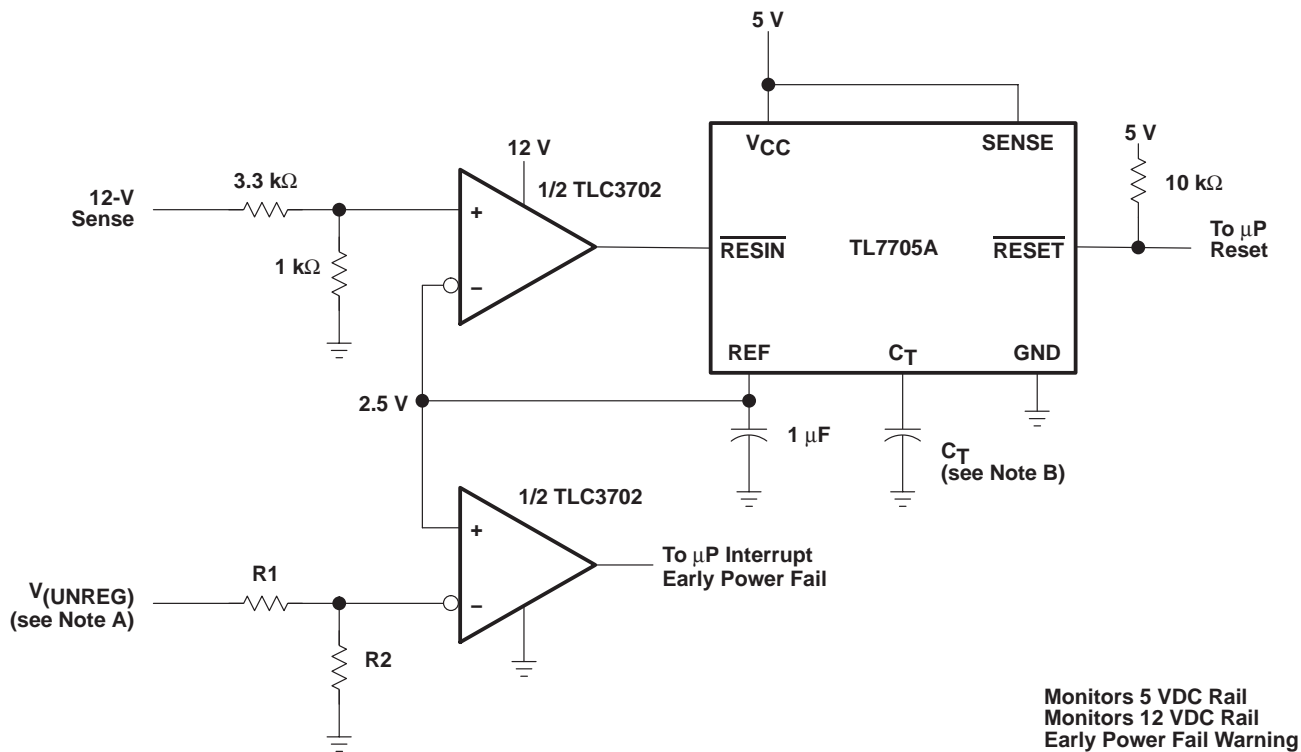 5 V
VCC
SENSE
5 V
12 V
1/2 TLC3702
3.3 kΩ
10 kΩ
12-V
Sense
+
RESIN
TL7705A
RESET
To μP
Reset
1 kΩ
–
REF
CT
GND
2.5 V
1 μF
CT
(see Note B)
1/2 TLC3702
+
To μP Interrupt
Early Power Fail
V(UNREG)
(see Note A)
R1
–
R2
Monitors 5 VDC Rail
Monitors 12 VDC Rail
Early Power Fail Warning